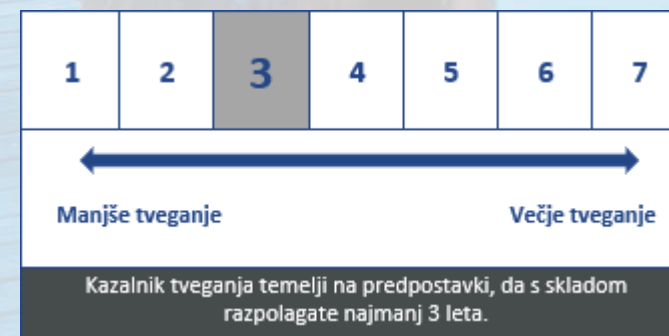 1 2 3 4 5 6 7
Manjše tveganje Večje tveganje
Kazalnik tveganja temelji na predpostavki, da s skladom
razpolagate najmanj 3 leta.